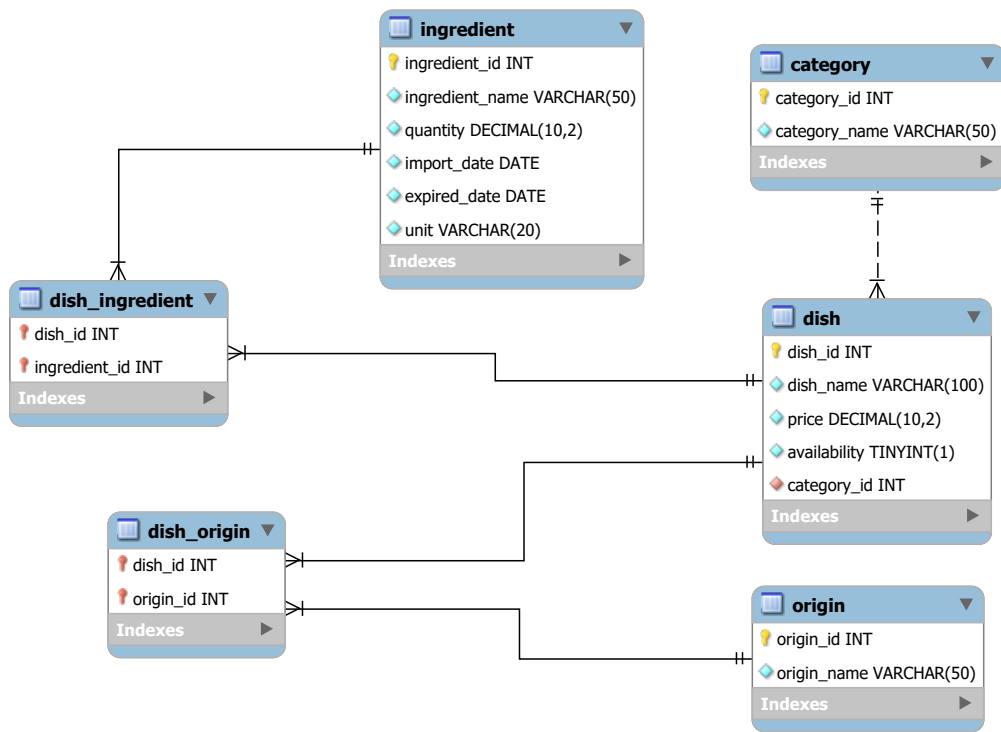 ingredient
ingredient_id INT
ingredient_name VARCHAR(50)
quantity DECIMAL(10,2)
import_date DATE
expired_date DATE
unit VARCHAR(20)
Indexes
category
category_id INT
category_name VARCHAR(50)
Indexes
dish_ingredient
dish_id INT
ingredient_id INT
Indexes
dish
dish_id INT
dish_name VARCHAR(100)
price DECIMAL(10,2)
availability TINYINT(1)
category_id INT
Indexes
dish_origin
dish_id INT
origin_id INT
Indexes
origin
origin_id INT
origin_name VARCHAR(50)
Indexes